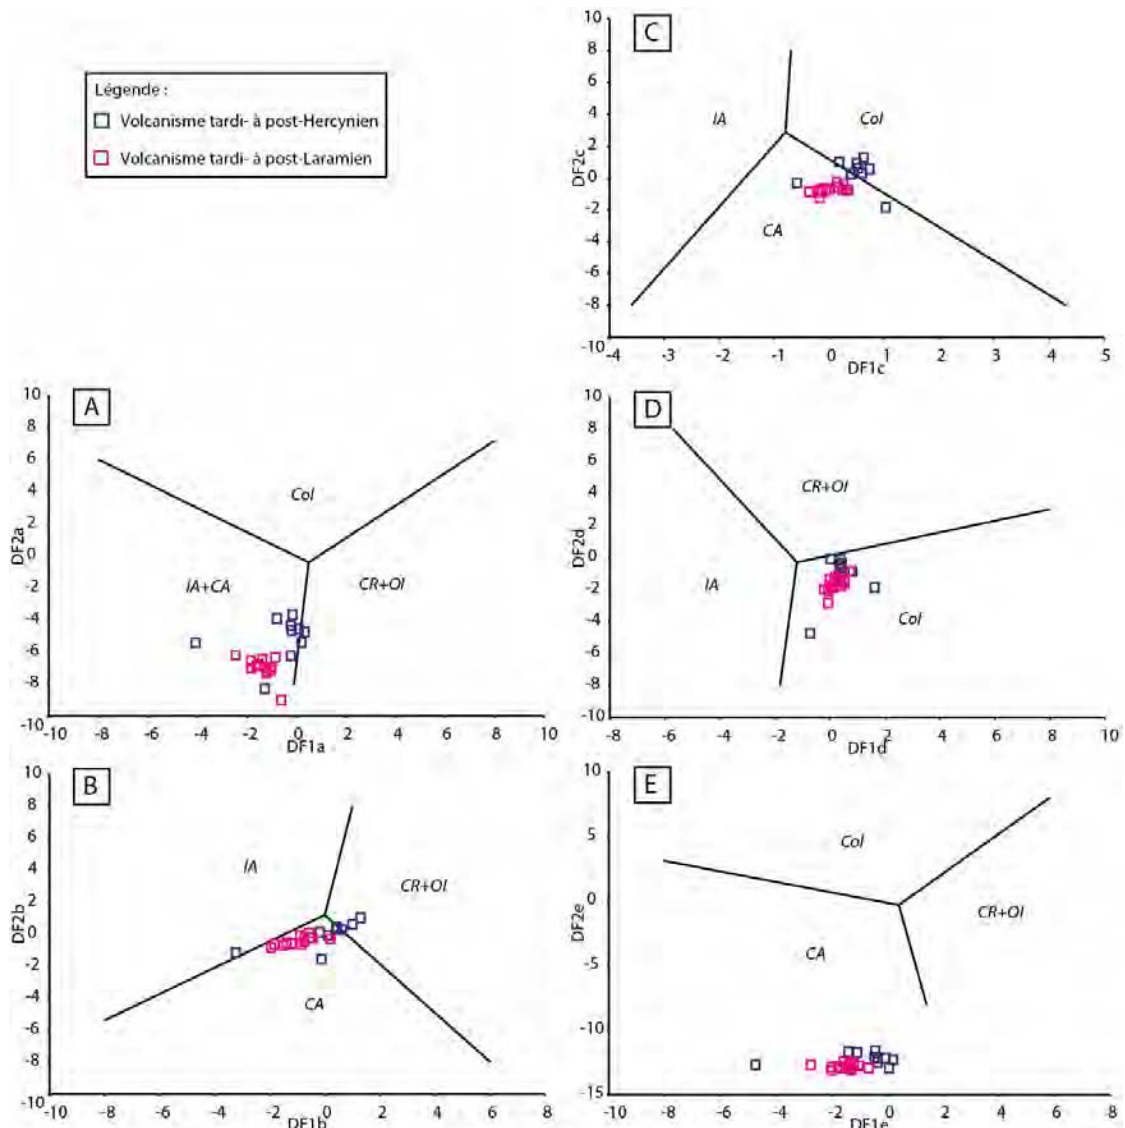 Légende :
Volcanisme tardi- à post-Hercynien
Volcanisme tardi- à post-Laramien
C
10
8
6
4
2
0
-2
-4
-6
-8
-10
DF2c
IA
Col
CA
-4 -3 -2 -1 0 1 2 3 4 5
DF1c
A
10
8
6
4
2
0
-2
-4
-6
-8
-10
DF2a
Col
IA+CA
CR+OI
-10 -8 -6 -4 -2 0 2 4 6 8 10
DF1a
D
10
8
6
4
2
0
-2
-4
-6
-8
-10
DF2d
CR+OI
IA
Col
-8 -6 -4 -2 0 2 4 6 8 10
DF1d
B
10
8
6
4
2
0
-2
-4
-6
-8
-10
DF2b
IA
CR+OI
CA
-10 -8 -6 -4 -2 0 2 4 6 8
DF1b
E
10
5
0
-5
-10
-15
DF2e
Col
CR+OI
CA
-8 -6 -4 -2 0 2 4 6 8
DF1e